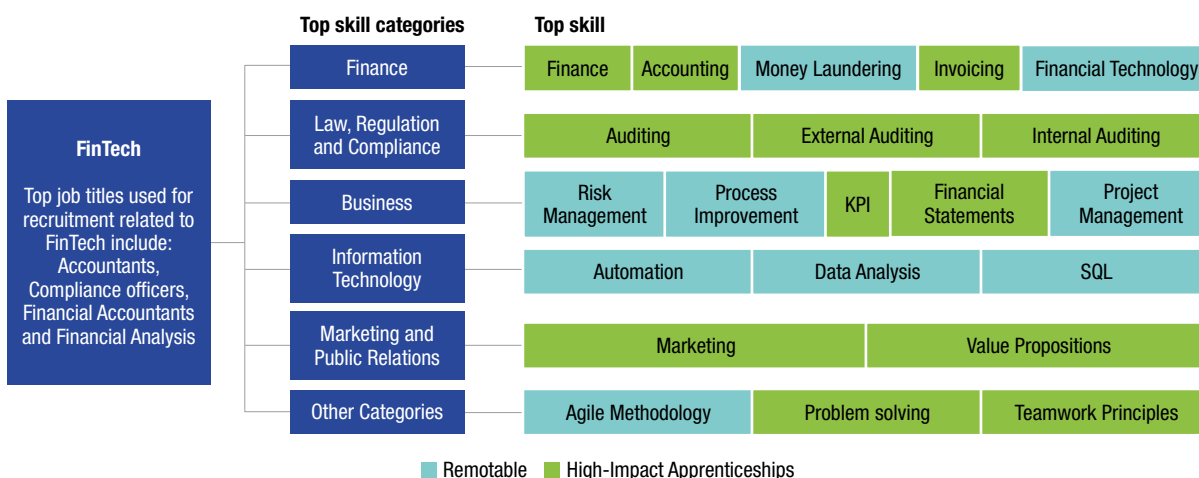 Top skill categories
Top skill
FinTech
Top job titles used for
recruitment related to
FinTech include:
Accountants,
Compliance officers,
Financial Accountants
and Financial Analysis
Finance
Finance
Accounting
Money Laundering
Invoicing
Financial Technology
Law, Regulation
and Compliance
Auditing
External Auditing
Internal Auditing
Business
Risk
Management
Process
Improvement
KPI
Financial
Statements
Project
Management
Information
Technology
Automation
Data Analysis
SQL
Marketing and
Public Relations
Marketing
Value Propositions
Other Categories
Agile Methodology
Problem solving
Teamwork Principles
Remotable
High-Impact Apprenticeships